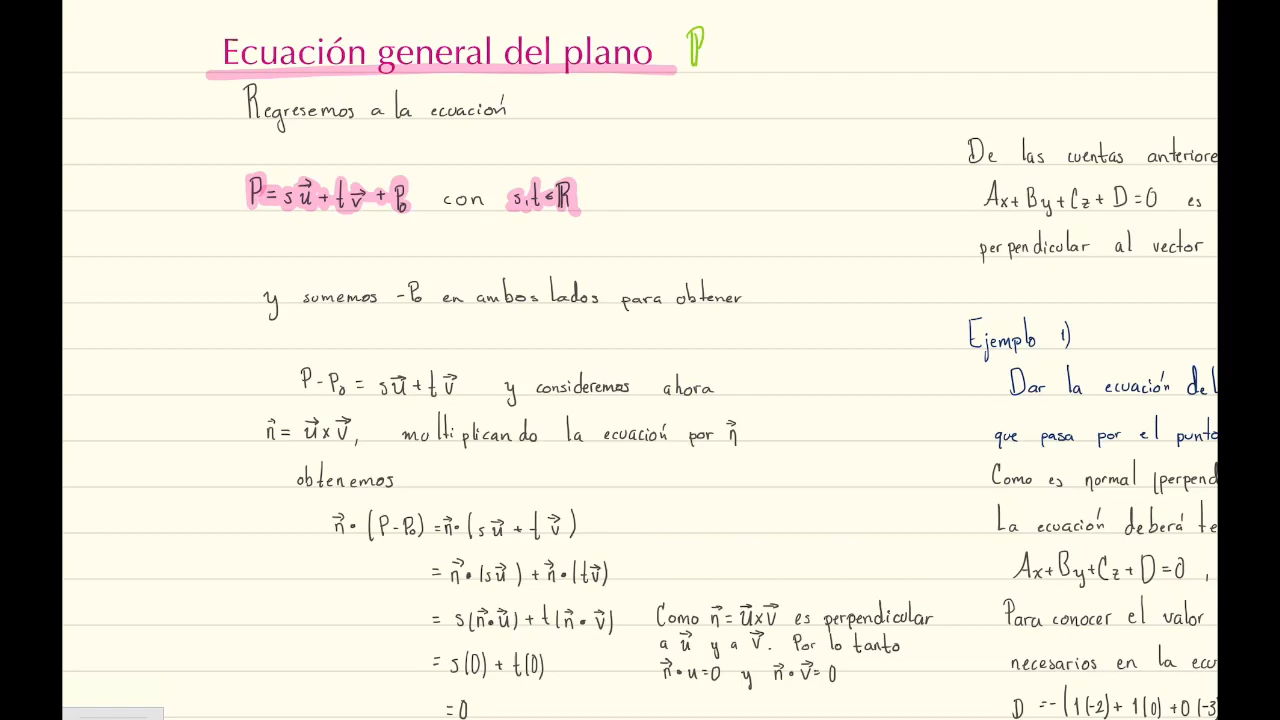 Ecuación general del plano ℙ
Regresemos a la ecuación
P = s u⃗ + t v⃗ + P₀ con s,t ∈ ℝ
y sumemos -P₀ en ambos lados para obtener
P - P₀ = s u⃗ + t v⃗ y consideremos ahora
n⃗ = u⃗ x v⃗, multiplicando la ecuación por n⃗
obtenemos
n⃗ · (P - P₀) = n⃗ · (s u⃗ + t v⃗)
= n⃗ · (s u⃗) + n⃗ · (t v⃗)
= s(n⃗ · u⃗) + t(n⃗ · v⃗)
= s(0) + t(0)
= 0
Como n⃗ = u⃗ x v⃗ es perpendicular
a u⃗ y a v⃗. Por lo tanto
n⃗ · u = 0 y n⃗ · v⃗ = 0
De las cuentas anteriore
Ax + By + Cz + D = 0 es
perpendicular al vector
Ejemplo 1)
Dar la ecuación del
que pasa por el punto
Como es normal (perpend
La ecuación deberá te
Ax + By + Cz + D = 0 ,
Para conocer el valor
necesarios en la ecu
D = -(1(-2) + 1(0) + 0(-3